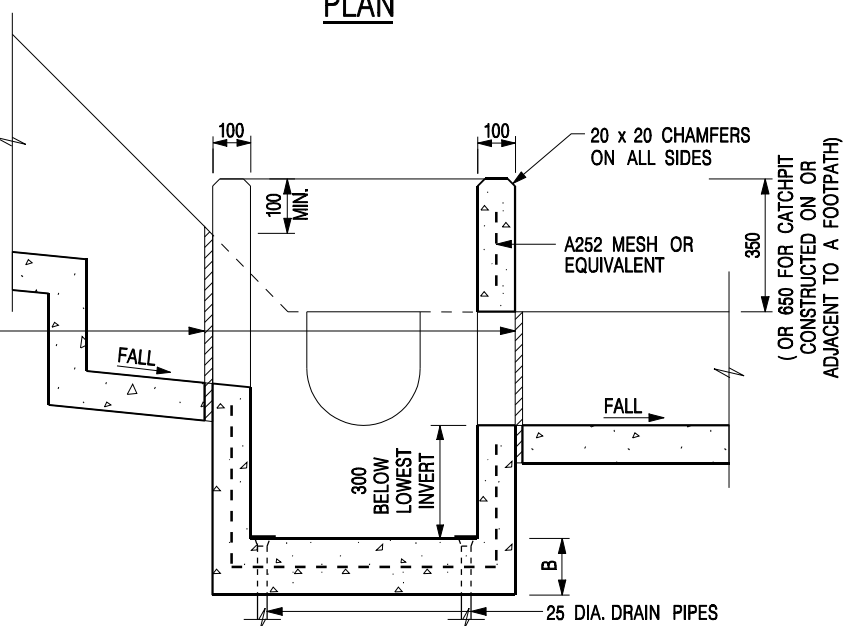 PLAN
100
100
20 x 20 CHAMFERS
ON ALL SIDES
100
MIN.
A252 MESH OR
EQUIVALENT
350
( OR 650 FOR CATCHPIT
CONSTRUCTED ON OR
ADJACENT TO A FOOTPATH)
FALL
FALL
300
BELOW
LOWEST
INVERT
B
25 DIA. DRAIN PIPES